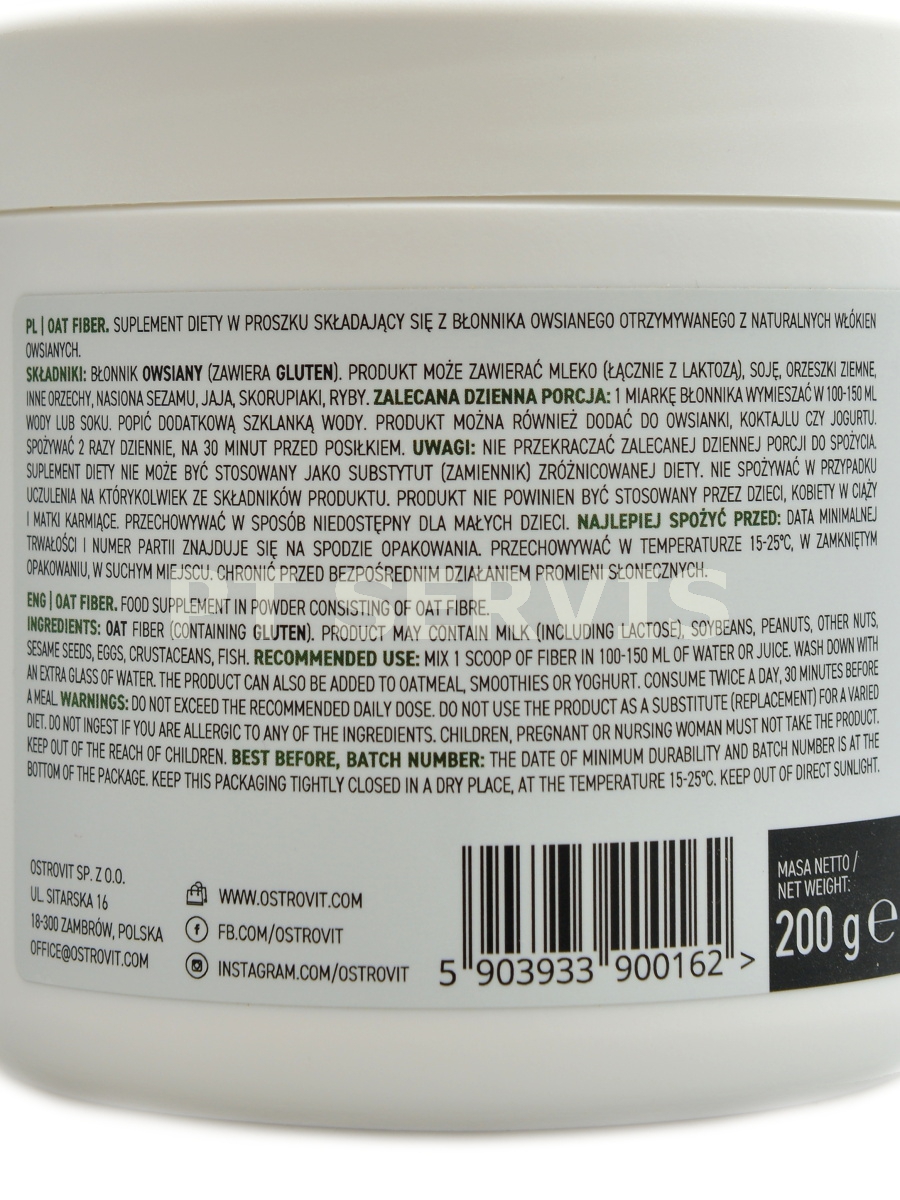 PL | OAT FIBER. SUPLEMENT DIETY W PROSZKU SKŁADAJĄCY SIĘ Z BŁONNIKA OWSIANEGO OTRZYMYWANEGO Z NATURALNYCH WŁÓKIEN
OWSIANYCH.
SKŁADNIKI: BŁONNIK OWSIANY (ZAWIERA GLUTEN). PRODUKT MOŻE ZAWIERAĆ MLEKO (ŁĄCZNIE Z LAKTOZĄ), SOJĘ, ORZESZKI ZIEMNE,
INNE ORZECHY, NASIONA SEZAMU, JAJA, SKORUPIAKI, RYBY. ZALECANA DZIENNA PORCJA: 1 MIARKĘ BŁONNIKA WYMIESZAĆ W 100-150 ML
WODY LUB SOKU. POPIĆ DODATKOWĄ SZKLANKĄ WODY. PRODUKT MOŻNA RÓWNIEŻ DODAĆ DO OWSIANKI, KOKTAJLU CZY JOGURTU.
SPOŻYWAĆ 2 RAZY DZIENNIE, NA 30 MINUT PRZED POSIŁKIEM. UWAGI: NIE PRZEKRACZAĆ ZALECANEJ DZIENNEJ PORCJI DO SPOŻYCIA.
SUPLEMENT DIETY NIE MOŻE BYĆ STOSOWANY JAKO SUBSTYTUT (ZAMIENNIK) ZRÓŻNICOWANEJ DIETY. NIE SPOŻYWAĆ W PRZYPADKU
UCZULENIA NA KTÓRYKOLWIEK ZE SKŁADNIKÓW PRODUKTU. PRODUKT NIE POWINIEN BYĆ STOSOWANY PRZEZ DZIECI, KOBIETY W CIĄŻY
I MATKI KARMIĄCE. PRZECHOWYWAĆ W SPOSÓB NIEDOSTĘPNY DLA MAŁYCH DZIECI. NAJLEPIEJ SPOŻYĆ PRZED: DATA MINIMALNEJ
TRWAŁOŚCI I NUMER PARTII ZNAJDUJE SIĘ NA SPODZIE OPAKOWANIA. PRZECHOWYWAĆ W TEMPERATURZE 15-25°C, W ZAMKNIĘTYM
OPAKOWANIU, W SUCHYM MIEJSCU. CHRONIĆ PRZED BEZPOŚREDNIM DZIAŁANIEM PROMIENI SŁONECZNYCH.
PT SERVIS
ENG | OAT FIBER. FOOD SUPPLEMENT IN POWDER CONSISTING OF OAT FIBRE.
INGREDIENTS: OAT FIBER (CONTAINING GLUTEN). PRODUCT MAY CONTAIN MILK (INCLUDING LACTOSE), SOYBEANS, PEANUTS, OTHER NUTS,
SESAME SEEDS, EGGS, CRUSTACEANS, FISH. RECOMMENDED USE: MIX 1 SCOOP OF FIBER IN 100-150 ML OF WATER OR JUICE. WASH DOWN WITH
AN EXTRA GLASS OF WATER. THE PRODUCT CAN ALSO BE ADDED TO OATMEAL, SMOOTHIES OR YOGHURT. CONSUME TWICE A DAY, 30 MINUTES BEFORE
A MEAL. WARNINGS: DO NOT EXCEED THE RECOMMENDED DAILY DOSE. DO NOT USE THE PRODUCT AS A SUBSTITUTE (REPLACEMENT) FOR A VARIED
DIET. DO NOT INGEST IF YOU ARE ALLERGIC TO ANY OF THE INGREDIENTS. CHILDREN, PREGNANT OR NURSING WOMAN MUST NOT TAKE THE PRODUCT.
KEEP OUT OF THE REACH OF CHILDREN. BEST BEFORE, BATCH NUMBER: THE DATE OF MINIMUM DURABILITY AND BATCH NUMBER IS AT THE
BOTTOM OF THE PACKAGE. KEEP THIS PACKAGING TIGHTLY CLOSED IN A DRY PLACE, AT THE TEMPERATURE 15-25°C. KEEP OUT OF DIRECT SUNLIGHT.
OSTROVIT SP. Z O.O.
UL. SITARSKA 16
18-300 ZAMBRÓW, POLSKA
OFFICE@OSTROVIT.COM
WWW.OSTROVIT.COM
FB.COM/OSTROVIT
INSTAGRAM.COM/OSTROVIT
5 903933 900162 >
MASA NETTO /
NET WEIGHT:
200 g ℮